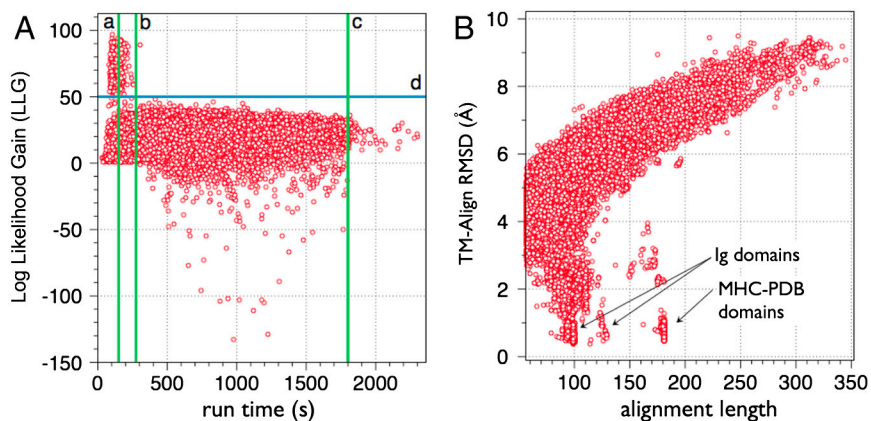 A
a
b
c
d
100
50
0
-50
-100
-150
Log Likelihood Gain (LLG)
0
500
1000
1500
2000
run time (s)
B
10
8
6
4
2
0
TM-Align RMSD (Å)
Ig domains
MHC-PDB
domains
100
150
200
250
300
350
alignment length